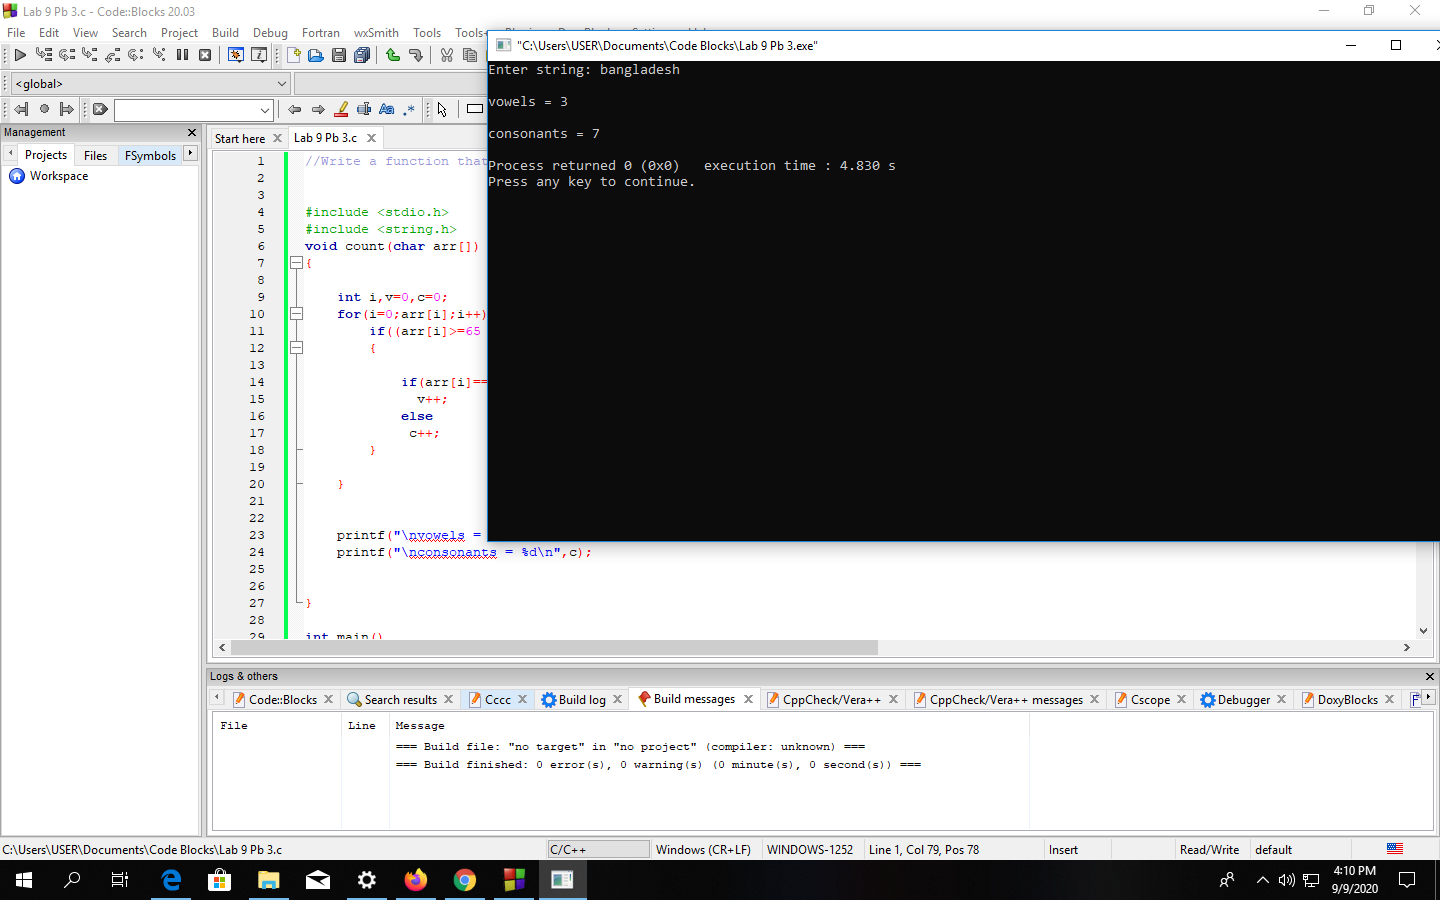 Lab 9 Pb 3.c - Code::Blocks 20.03
File Edit View Search Project Build Debug Fortran wxSmith Tools Tools+
"C:\Users\USER\Documents\Code Blocks\Lab 9 Pb 3.exe"
Enter string: bangladesh
vowels = 3
consonants = 7
Process returned 0 (0x0)   execution time : 4.830 s
Press any key to continue.
<global>
Management
Projects Files FSymbols
Workspace
Start here Lab 9 Pb 3.c
1 //Write a function that
2
3
4 #include <stdio.h>
5 #include <string.h>
6 void count(char arr[])
7 {
8
9 int i,v=0,c=0;
10 for(i=0;arr[i];i++)
11 if((arr[i]>=65
12 {
13
14 if(arr[i]==
15 v++;
16 else
17 c++;
18 }
19
20 }
21
22
23 printf("\nvowels =
24 printf("\nconsonants = %d\n",c);
25
26
27 }
28
29 int main()
Logs & others
Code::Blocks Search results Cccc Build log Build messages CppCheck/Vera++ CppCheck/Vera++ messages Cscope Debugger DoxyBlocks F
File Line Message
=== Build file: "no target" in "no project" (compiler: unknown) ===
=== Build finished: 0 error(s), 0 warning(s) (0 minute(s), 0 second(s)) ===
C:\Users\USER\Documents\Code Blocks\Lab 9 Pb 3.c C/C++ Windows (CR+LF) WINDOWS-1252 Line 1, Col 79, Pos 78 Insert Read/Write default
4:10 PM
9/9/2020